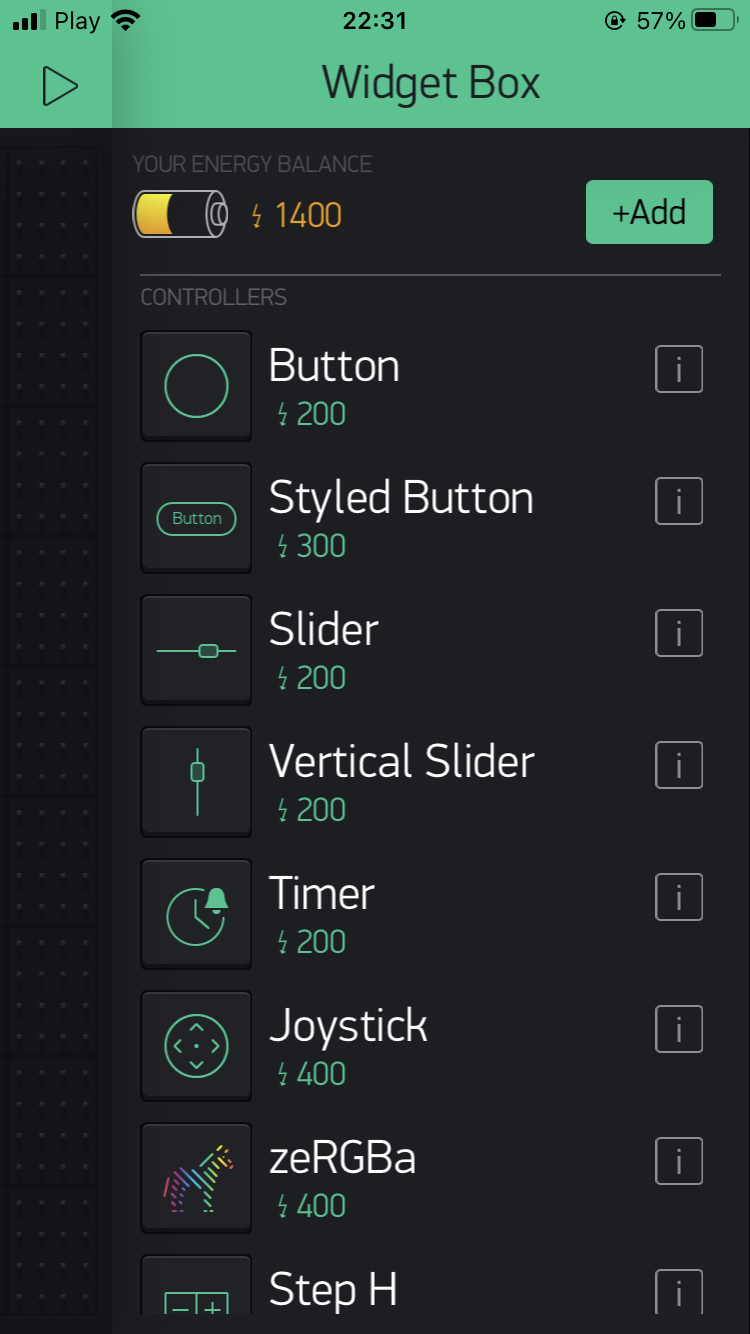 Play 22:31 57%
Widget Box
YOUR ENERGY BALANCE
1400
+Add
CONTROLLERS
Button
200
i
Button
Styled Button
300
i
Slider
200
i
Vertical Slider
200
i
Timer
200
i
Joystick
400
i
zeRGBa
400
i
Step H
i